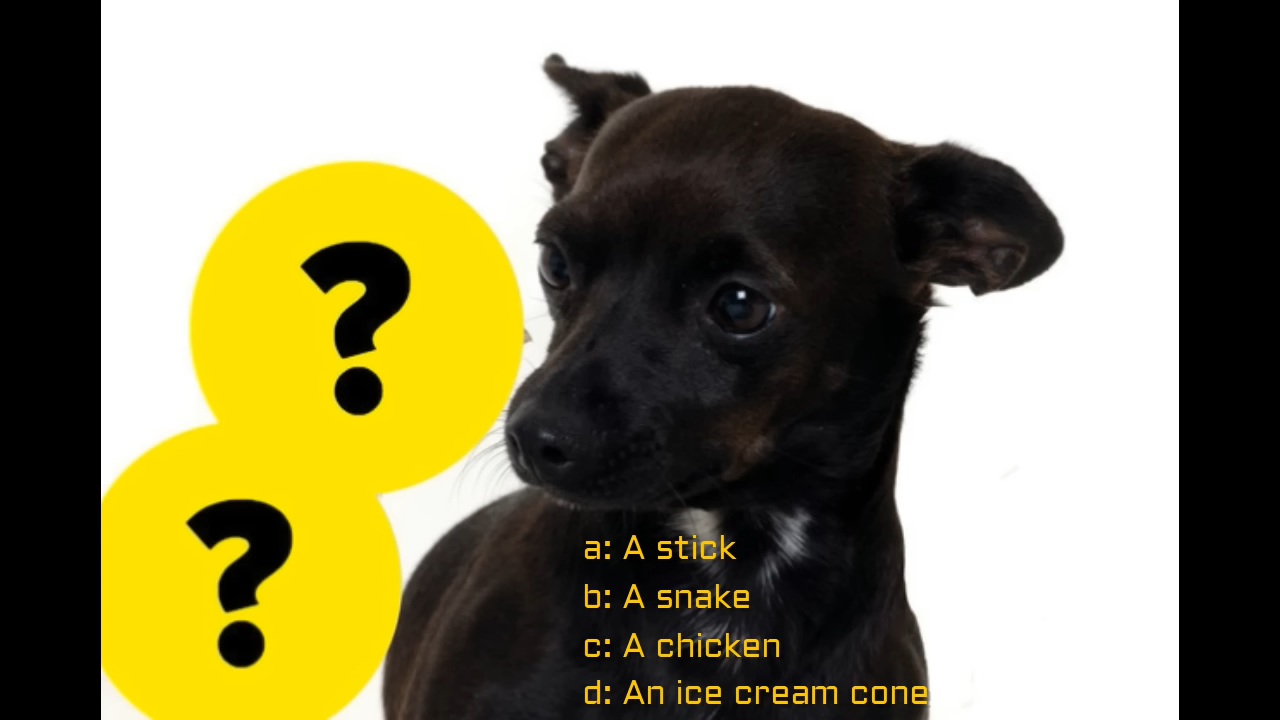 ?
?
a: A stick
b: A snake
c: A chicken
d: An ice cream cone